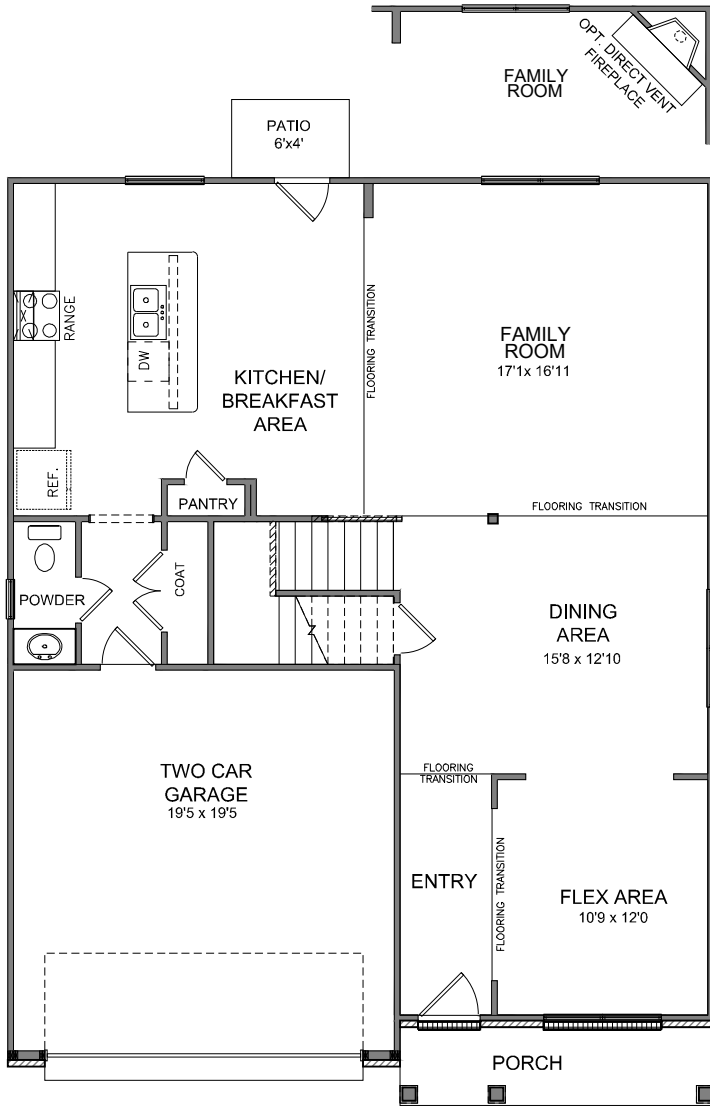 FAMILY
ROOM
OPT. DIRECT VENT
FIREPLACE
PATIO
6'x4'
RANGE
DW
KITCHEN/
BREAKFAST
AREA
FLOORING TRANSITION
FAMILY
ROOM
17'1x 16'11
REF.
PANTRY
FLOORING TRANSITION
POWDER
COAT
DINING
AREA
15'8 x 12'10
TWO CAR
GARAGE
19'5 x 19'5
FLOORING
TRANSITION
ENTRY
FLOORING TRANSITION
FLEX AREA
10'9 x 12'0
PORCH